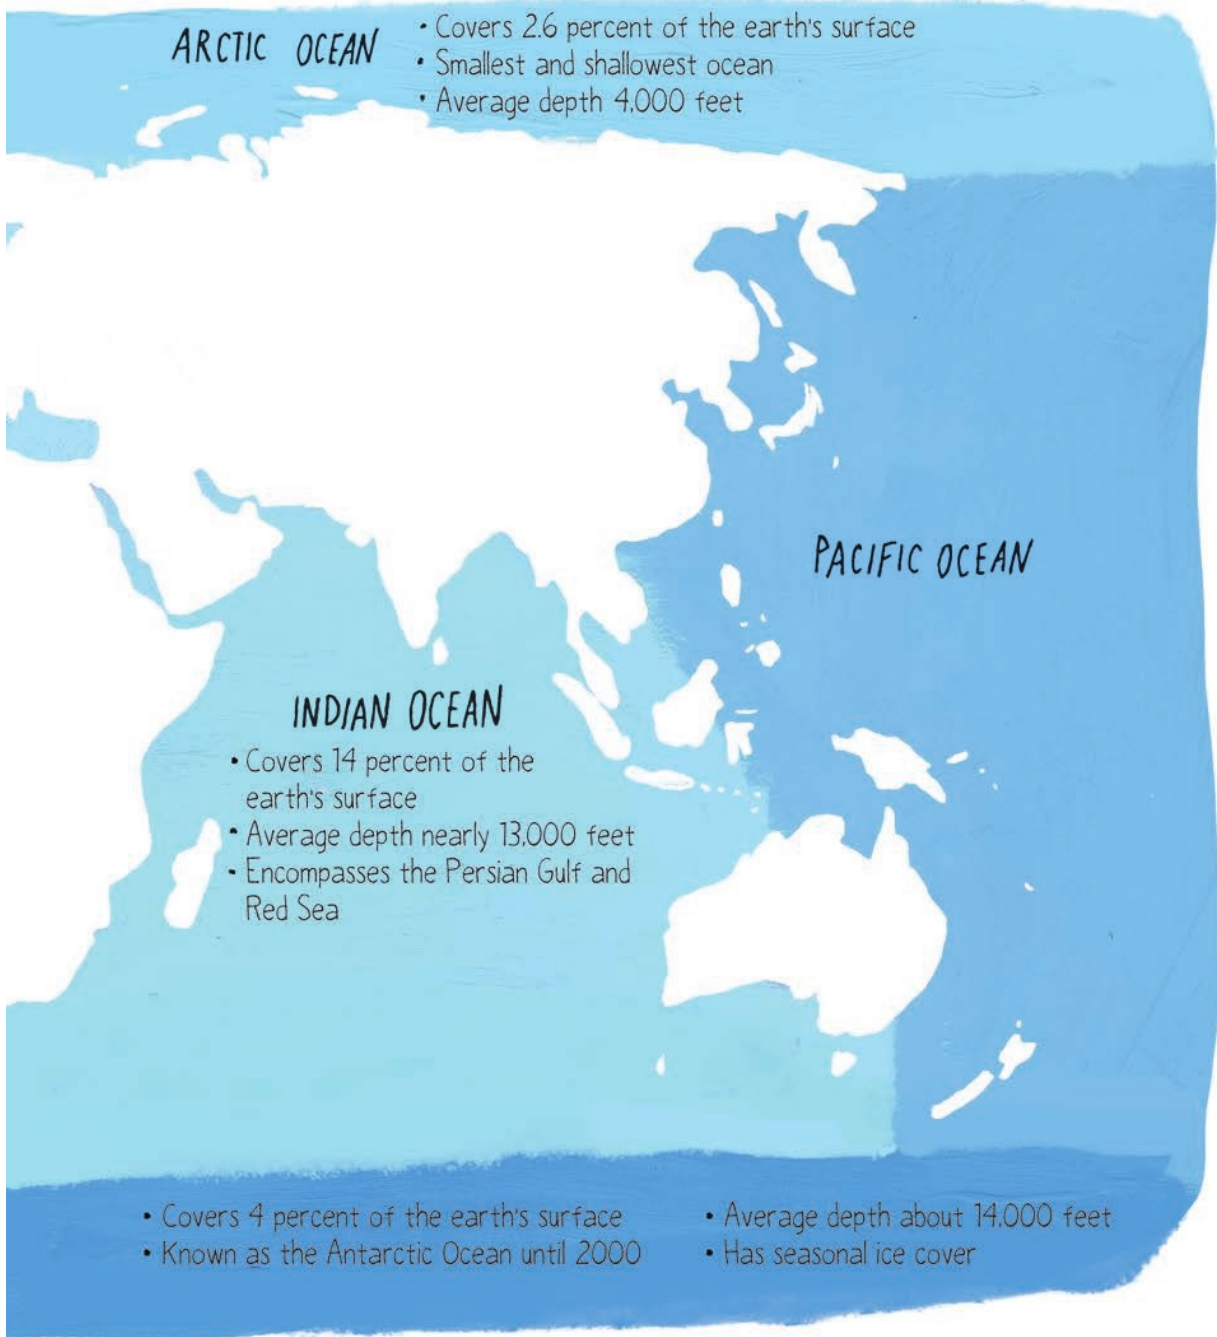 ARCTIC OCEAN
• Covers 2.6 percent of the earth's surface
• Smallest and shallowest ocean
• Average depth 4,000 feet
PACIFIC OCEAN
INDIAN OCEAN
• Covers 14 percent of the
earth's surface
• Average depth nearly 13,000 feet
• Encompasses the Persian Gulf and
Red Sea
• Covers 4 percent of the earth's surface
• Known as the Antarctic Ocean until 2000
• Average depth about 14,000 feet
• Has seasonal ice cover